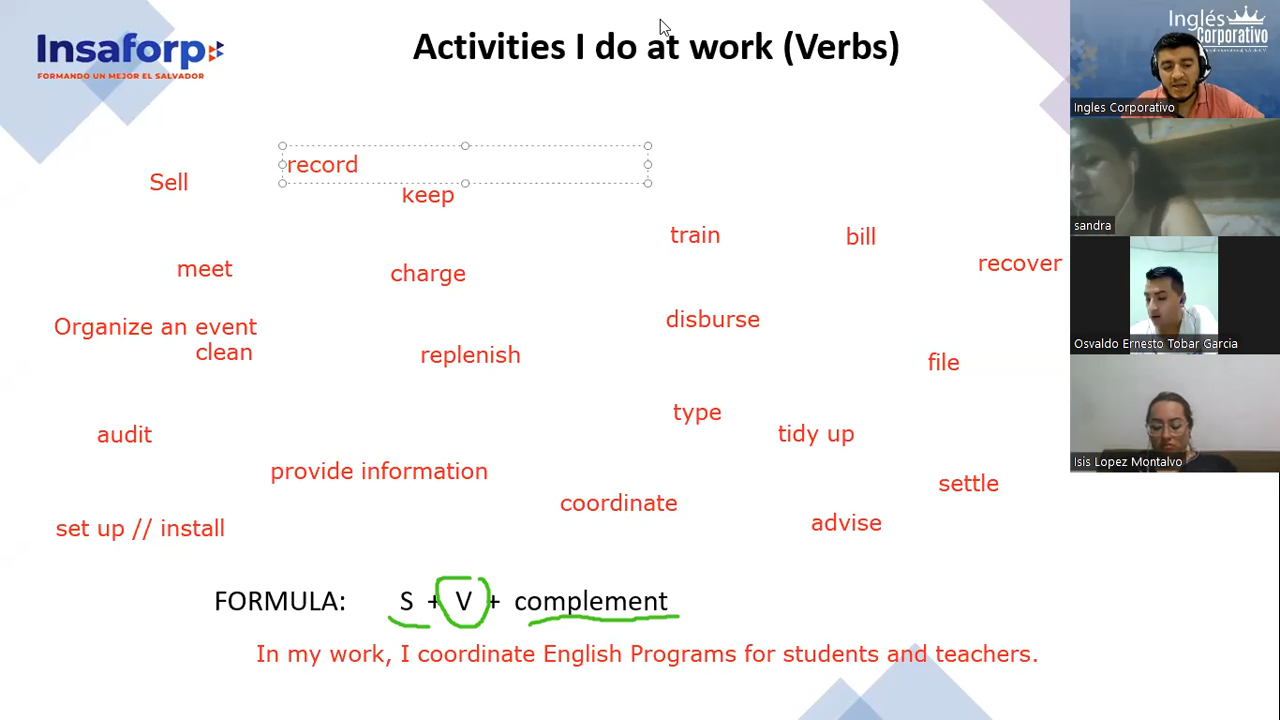 Insaforp
FORMANDO UN MEJOR EL SALVADOR
Activities I do at work (Verbs)
Inglés
Corporativo
Ingles Corporativo
record
Sell
keep
train
bill
sandra
meet
charge
recover
Organize an event
disburse
clean
replenish
file
Osvaldo Ernesto Tobar Garcia
type
audit
tidy up
provide information
Isis Lopez Montalvo
settle
coordinate
advise
set up // install
FORMULA: S + V + complement
In my work, I coordinate English Programs for students and teachers.